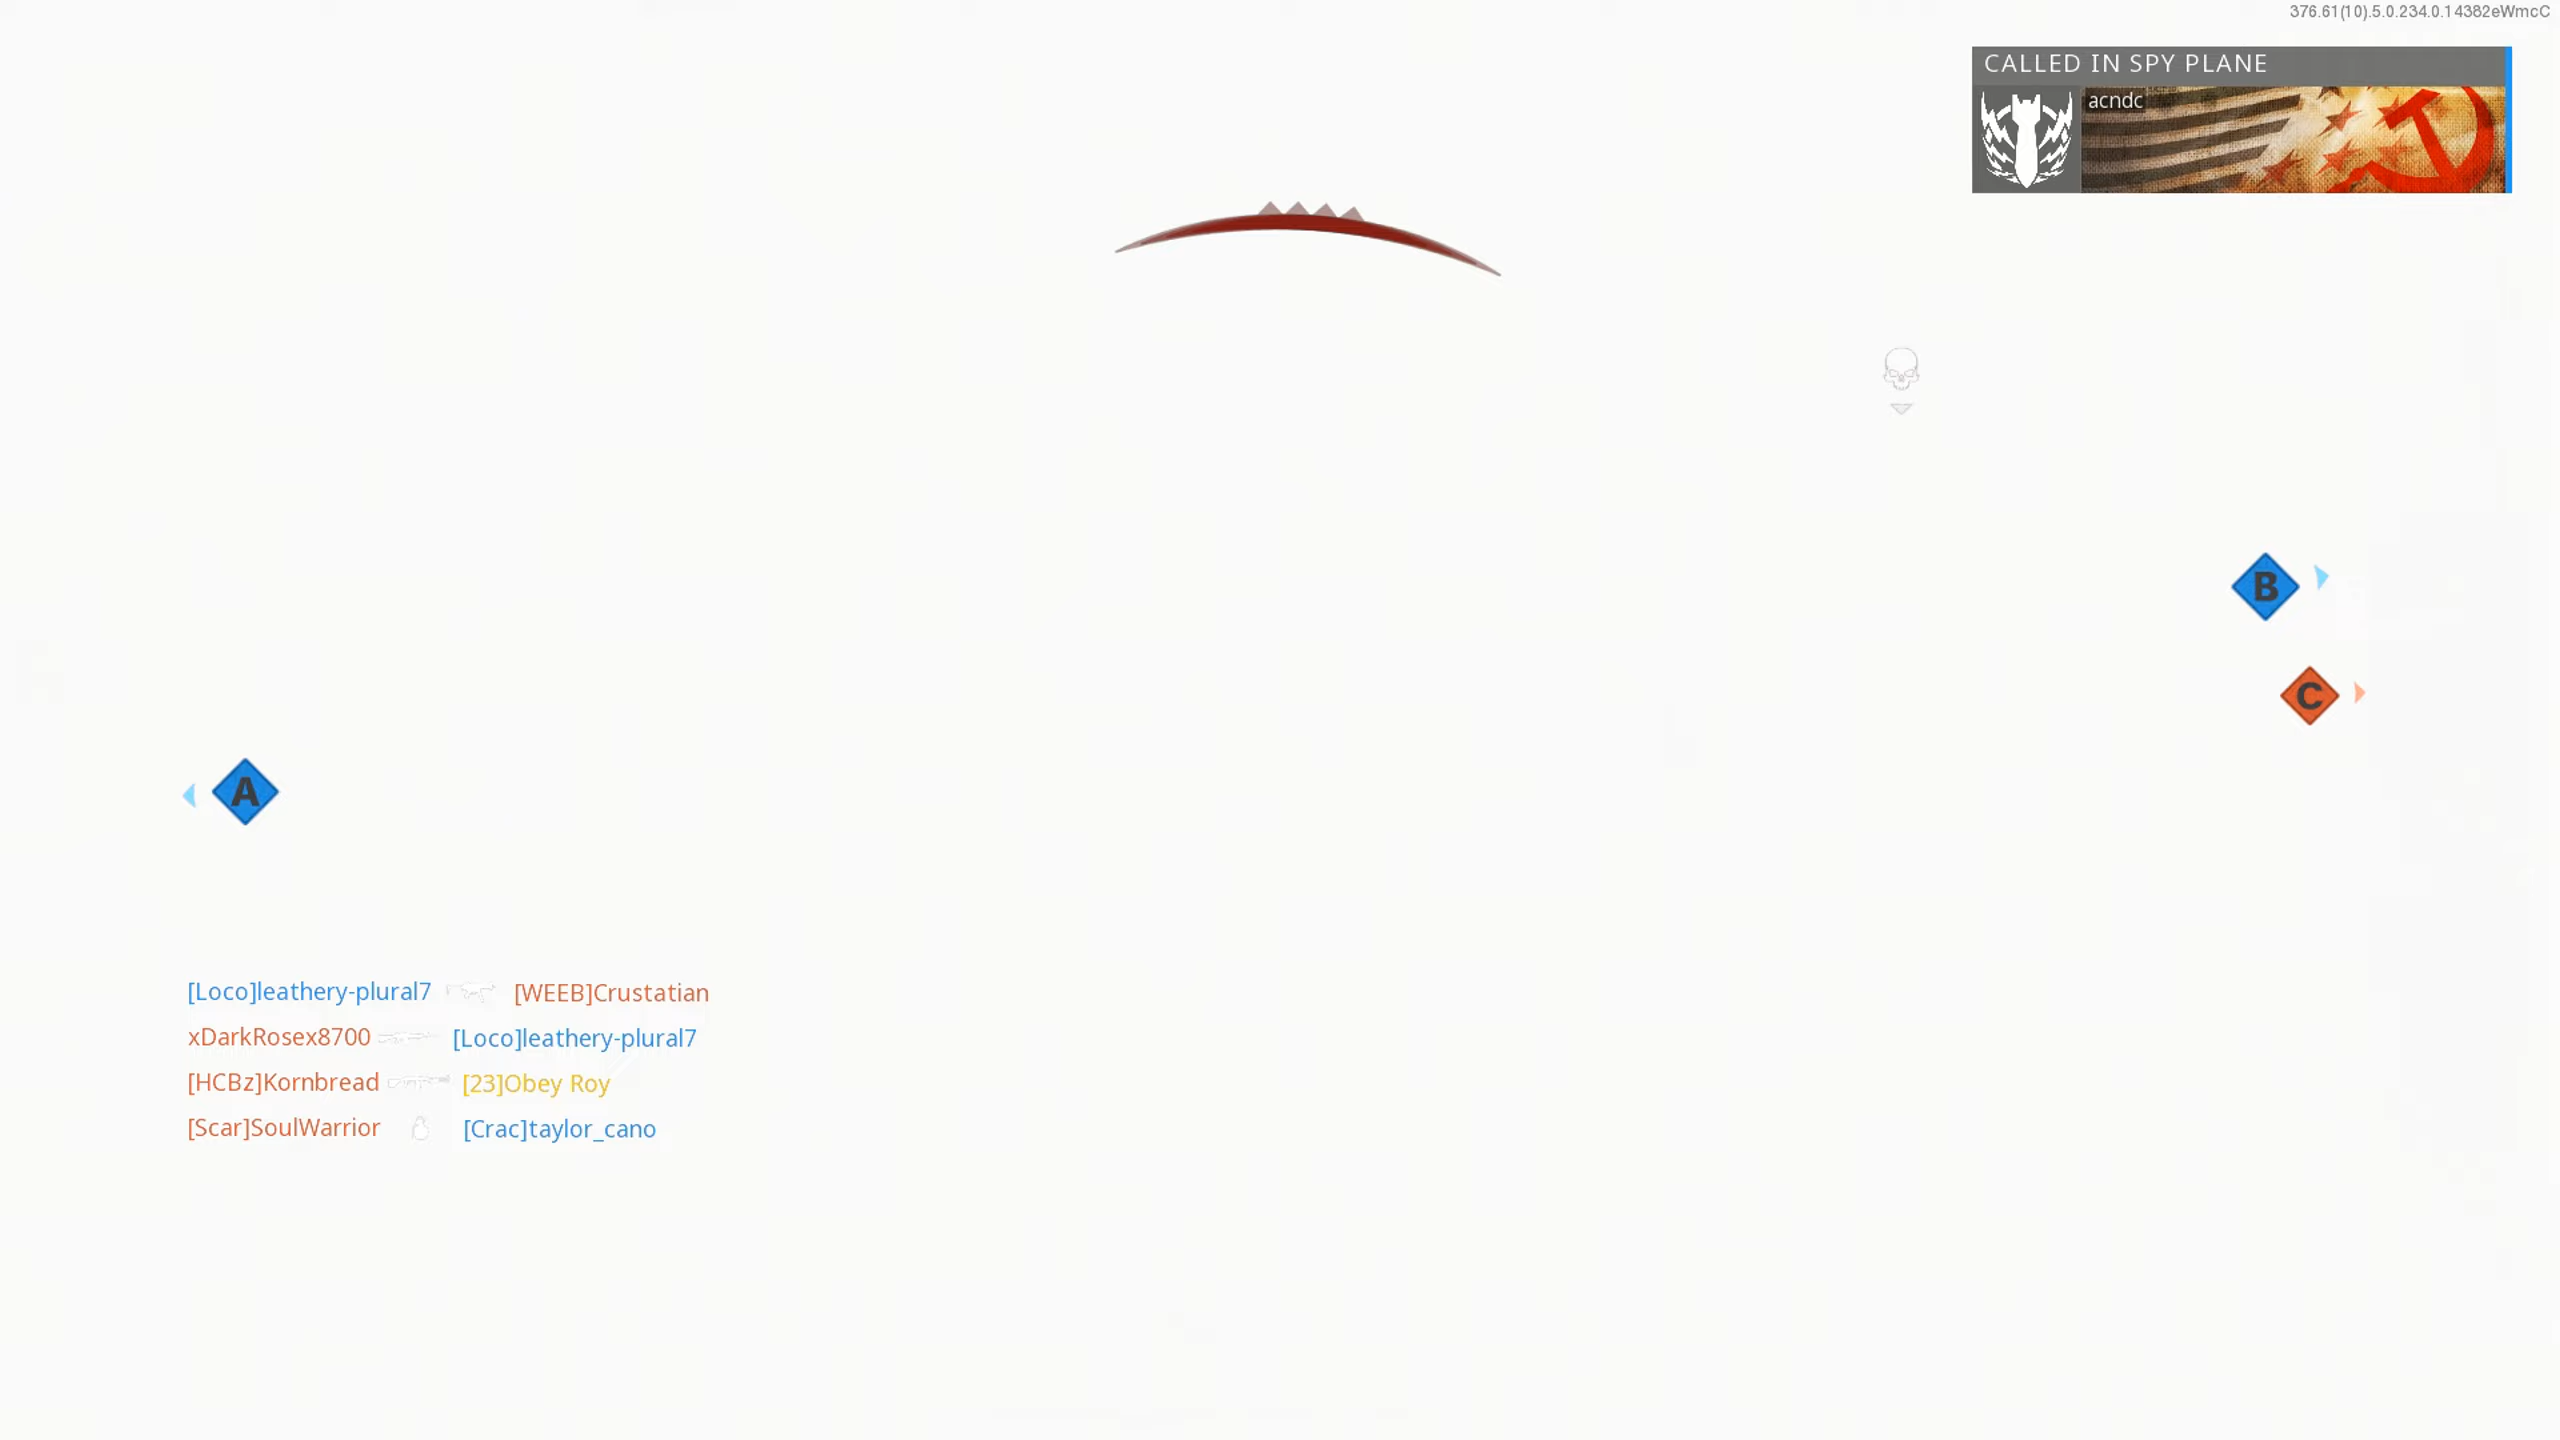 376.61(10).5.0.234.0.14382eWmcC
CALLED IN SPY PLANE
acndc
B
C
A
[Loco]leathery-plural7 [WEEB]Crustatian
xDarkRosex8700 [Loco]leathery-plural7
[HCBz]Kornbread [23]Obey Roy
[Scar]SoulWarrior [Crac]taylor_cano